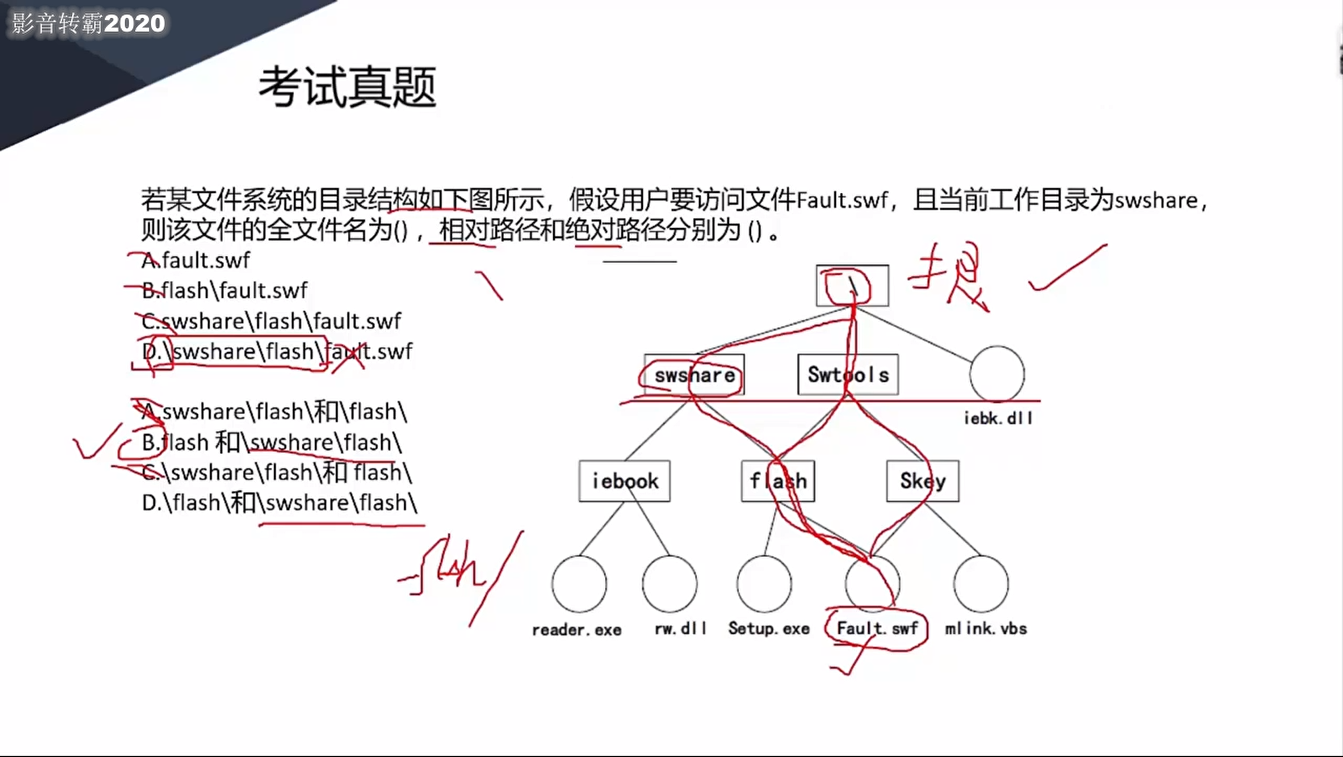 影音转霸2020
考试真题
若某文件系统的目录结构如下图所示，假设用户要访问文件Fault.swf，且当前工作目录为swshare，
则该文件的全文件名为()，相对路径和绝对路径分别为 () 。
A.fault.swf
B.flash\fault.swf
C.swshare\flash\fault.swf
D.\swshare\flash\fault.swf
A.swshare\flash\和\flash\
B.flash 和\swshare\flash\
C.\swshare\flash\和 flash\
D.\flash\和\swshare\flash\
\
swshare
Swtools
iebk.dll
iebook
flash
Skey
reader.exe
rw.dll
Setup.exe
Fault.swf
mlink.vbs
flash/